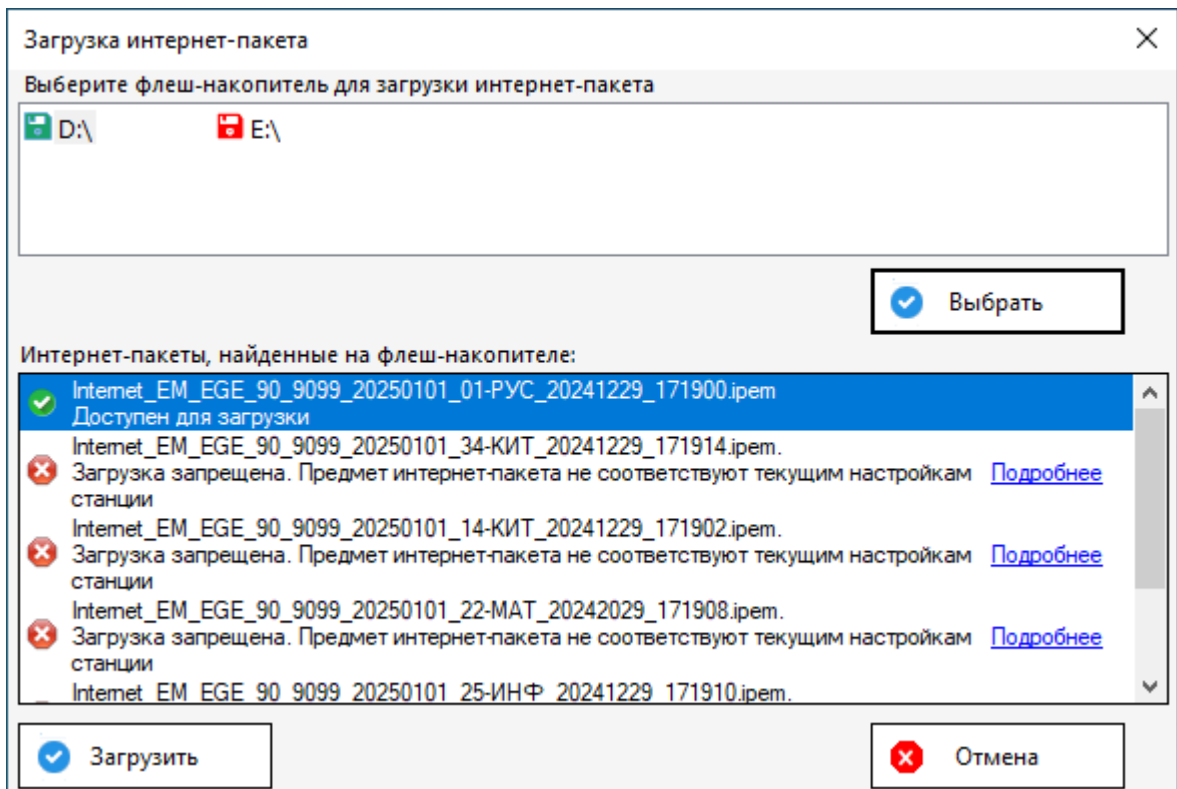 Загрузка интернет-пакета
Выберите флеш-накопитель для загрузки интернет-пакета
D:\ E:\
Выбрать
Интернет-пакеты, найденные на флеш-накопителе:
Internet_EM_EGE_90_9099_20250101_01-РУС_20241229_171900.ipem
Доступен для загрузки
Internet_EM_EGE_90_9099_20250101_34-КИТ_20241229_171914.ipem.
Загрузка запрещена. Предмет интернет-пакета не соответствуют текущим настройкам Подробнее
станции
Internet_EM_EGE_90_9099_20250101_14-КИТ_20241229_171902.ipem.
Загрузка запрещена. Предмет интернет-пакета не соответствуют текущим настройкам Подробнее
станции
Internet_EM_EGE_90_9099_20250101_22-МАТ_20242029_171908.ipem.
Загрузка запрещена. Предмет интернет-пакета не соответствуют текущим настройкам Подробнее
станции
Internet_EM_EGE_90_9099_20250101_25-ИНФ_20241229_171910.ipem.
Загрузить Отмена